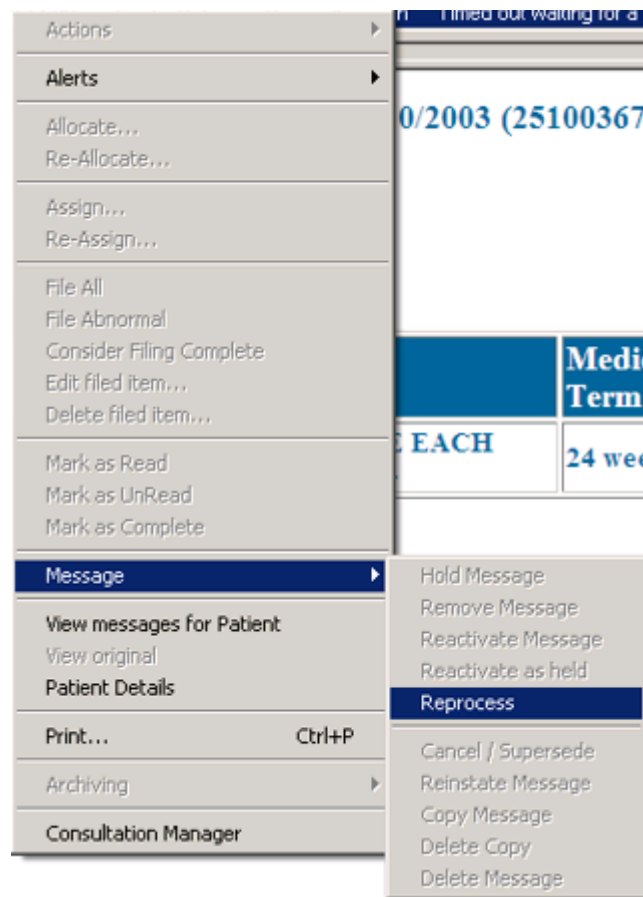 Timed out waiting for a
Actions
Alerts
0/2003 (25100367
Allocate...
Re-Allocate...
Assign...
Re-Assign...
File All
File Abnormal
Consider Filing Complete
Edit filed item...
Delete filed item...
Medi
Term
E EACH
24 wee
Mark as Read
Mark as UnRead
Mark as Complete
Message
View messages for Patient
View original
Patient Details
Print... Ctrl+P
Archiving
Consultation Manager
Hold Message
Remove Message
Reactivate Message
Reactivate as held
Reprocess
Cancel / Supersede
Reinstate Message
Copy Message
Delete Copy
Delete Message